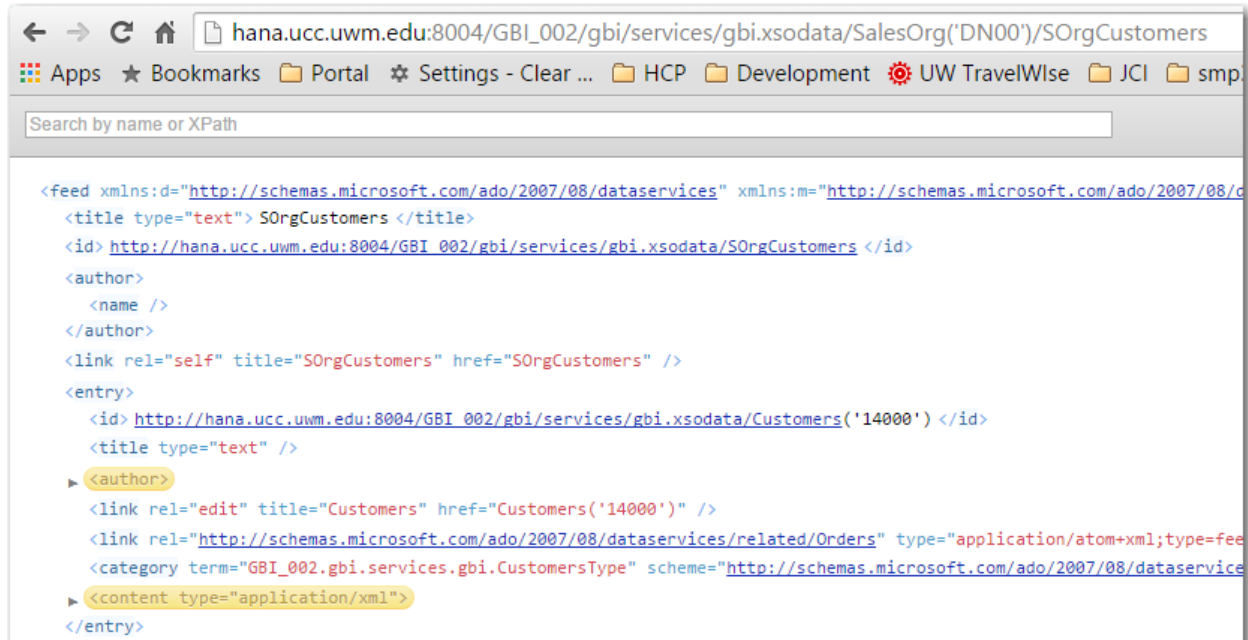 hana.ucc.uwm.edu:8004/GBI_002/gbi/services/gbi.xsodata/SalesOrg('DN00')/SOrgCustomers
Apps Bookmarks Portal Settings - Clear ... HCP Development UW TravelWIse JCI smp
Search by name or XPath
<feed xmlns:d="http://schemas.microsoft.com/ado/2007/08/dataservices" xmlns:m="http://schemas.microsoft.com/ado/2007/08/d
<title type="text"> SOrgCustomers </title>
<id> http://hana.ucc.uwm.edu:8004/GBI_002/gbi/services/gbi.xsodata/SOrgCustomers </id>
<author>
<name />
</author>
<link rel="self" title="SOrgCustomers" href="SOrgCustomers" />
<entry>
<id> http://hana.ucc.uwm.edu:8004/GBI_002/gbi/services/gbi.xsodata/Customers('14000') </id>
<title type="text" />
<author>
<link rel="edit" title="Customers" href="Customers('14000')" />
<link rel="http://schemas.microsoft.com/ado/2007/08/dataservices/related/Orders" type="application/atom+xml;type=fee
<category term="GBI_002.gbi.services.gbi.CustomersType" scheme="http://schemas.microsoft.com/ado/2007/08/dataservice
<content type="application/xml">
</entry>